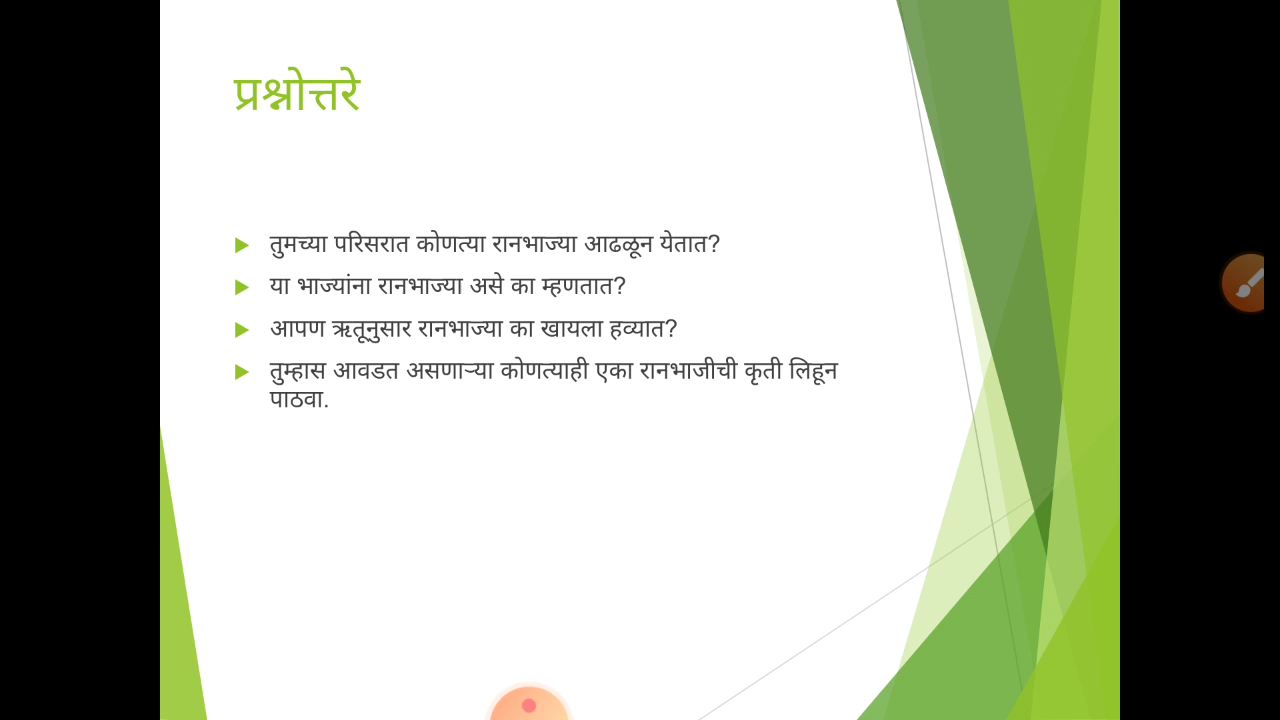 प्रश्नोत्तरे
तुमच्या परिसरात कोणत्या रानभाज्या आढळून येतात?
या भाज्यांना रानभाज्या असे का म्हणतात?
आपण ऋतूनुसार रानभाज्या का खायला हव्यात?
तुम्हास आवडत असणाऱ्या कोणत्याही एका रानभाजीची कृती लिहून
पाठवा.